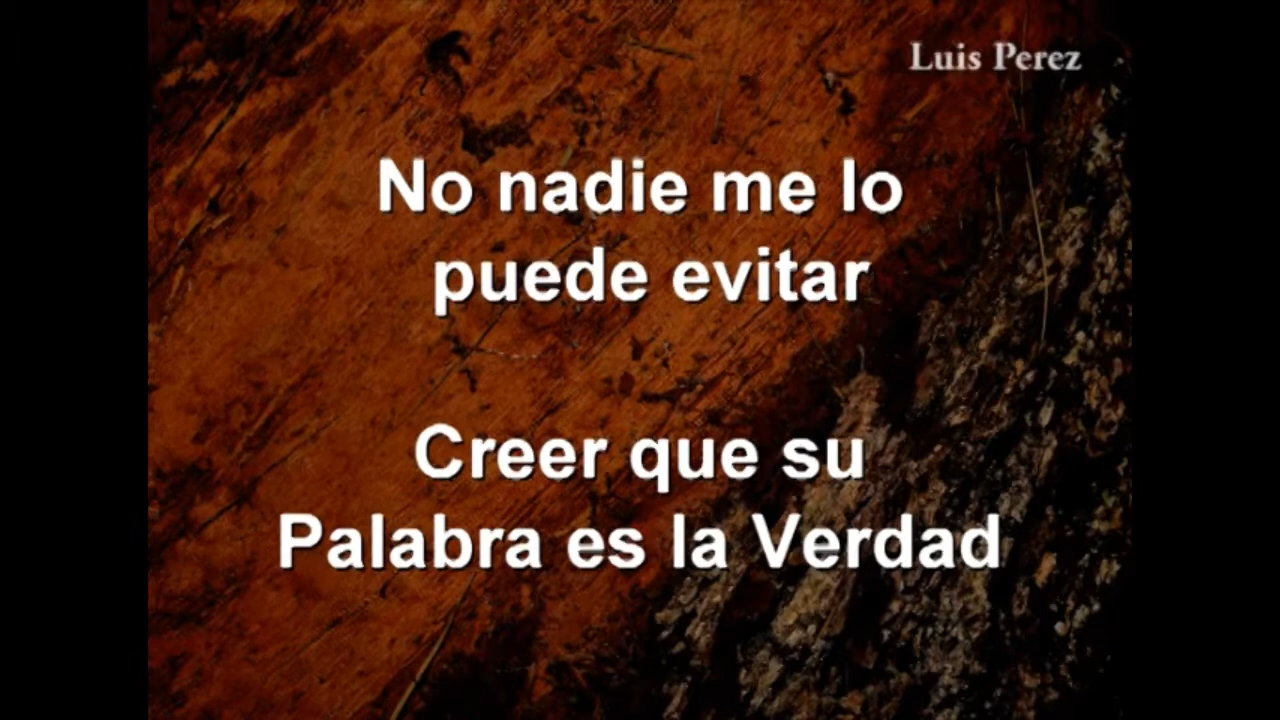 Luis Perez
No nadie me lo
puede evitar
Creer que su
Palabra es la Verdad